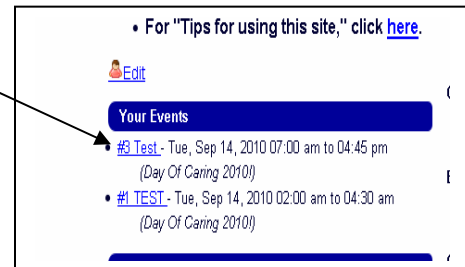 • For "Tips for using this site," click here.
Edit
Your Events
• #3 Test - Tue, Sep 14, 2010 07:00 am to 04:45 pm
(Day Of Caring 2010!)
• #1 TEST - Tue, Sep 14, 2010 02:00 am to 04:30 am
(Day Of Caring 2010!)